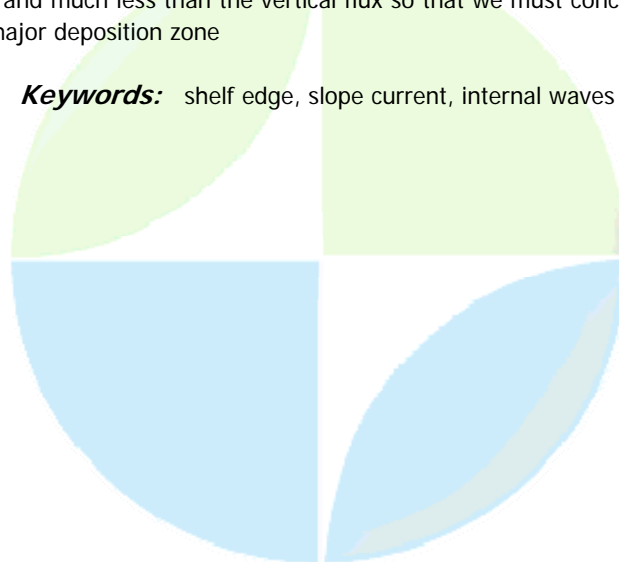 and much less than the vertical flux so that we must conc
major deposition zone
Keywords: shelf edge, slope current, internal waves